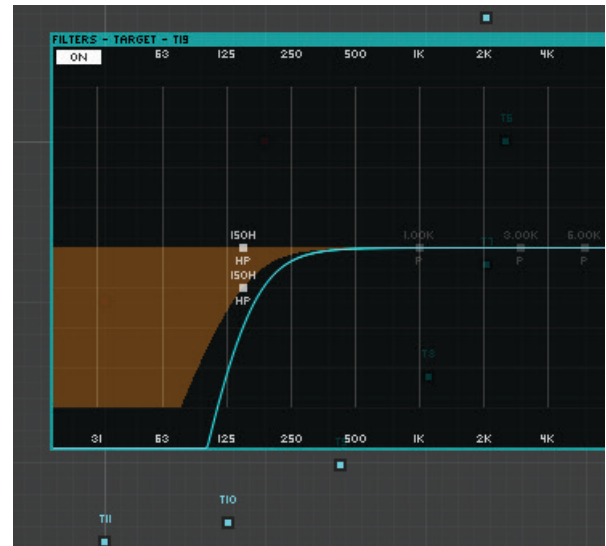 FILTERS - TARGET - T19
ON 63 125 250 500 1K 2K 4K
T5
150H 1.00K 3.00K 6.00K
HP P P P
150H
HP
T3
31 63 125 250 500 1K 2K 4K
T10
T11